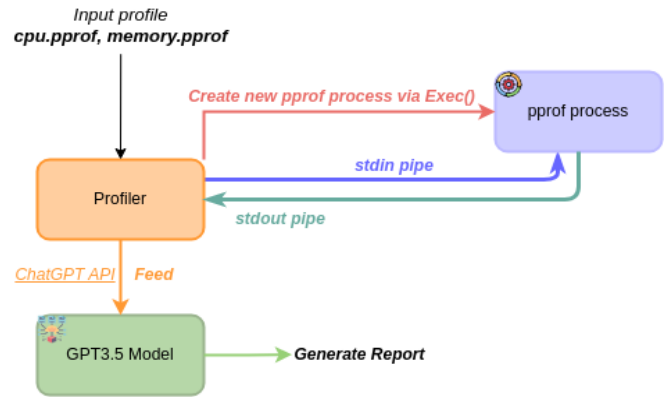 Input profile
cpu.pprof, memory.pprof
Create new pprof process via Exec()
pprof process
stdin pipe
Profiler
stdout pipe
ChatGPT API Feed
GPT3.5 Model
Generate Report